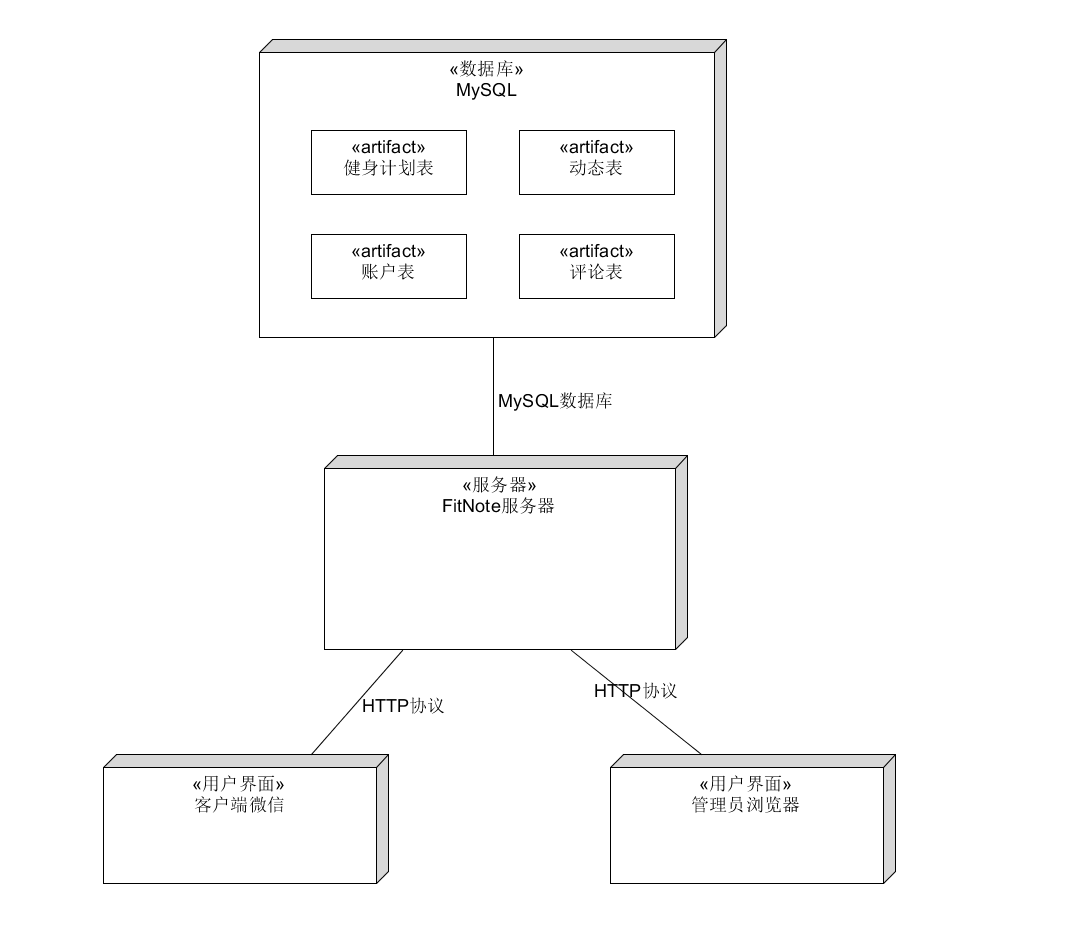 «数据库»
MySQL
«artifact»
健身计划表
«artifact»
动态表
«artifact»
账户表
«artifact»
评论表
MySQL数据库
«服务器»
FitNote服务器
HTTP协议
HTTP协议
«用户界面»
客户端微信
«用户界面»
管理员浏览器